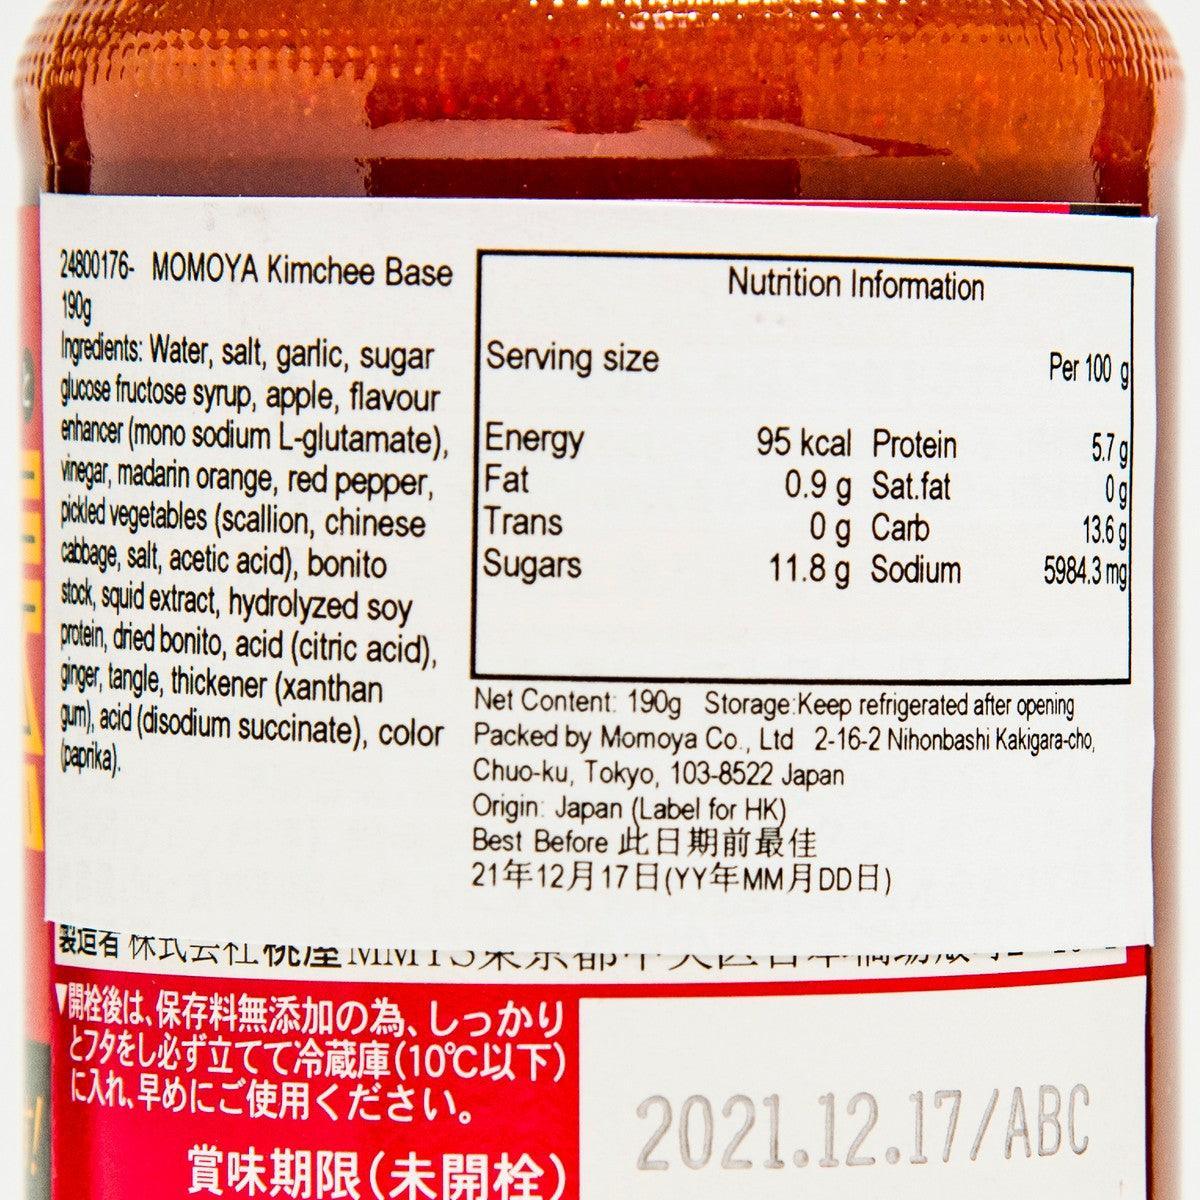 24800176- MOMOYA Kimchee Base
190g
Ingredients: Water, salt, garlic, sugar
glucose fructose syrup, apple, flavour
enhancer (mono sodium L-glutamate),
vinegar, madarin orange, red pepper,
pickled vegetables (scallion, chinese
cabbage, salt, acetic acid), bonito
stock, squid extract, hydrolyzed soy
protein, dried bonito, acid (citric acid),
ginger, tangle, thickener (xanthan
gum), acid (disodium succinate), color
(paprika).
Nutrition Information
Serving size Per 100 g
Energy 95 kcal Protein 5.7 g
Fat 0.9 g Sat.fat 0 g
Trans 0 g Carb 13.6 g
Sugars 11.8 g Sodium 5984.3 mg
Net Content: 190g Storage:Keep refrigerated after opening
Packed by Momoya Co., Ltd 2-16-2 Nihonbashi Kakigara-cho,
Chuo-ku, Tokyo, 103-8522 Japan
Origin: Japan (Label for HK)
Best Before 此日期前最佳
21年12月17日(YY年MM月DD日)
製造者 株式会社桃屋
▼開栓後は、保存料無添加の為、しっかり
とフタをし必ず立てて冷蔵庫(10℃以下)
に入れ、早めにご使用ください。
賞味期限(未開栓)
2021.12.17/ABC